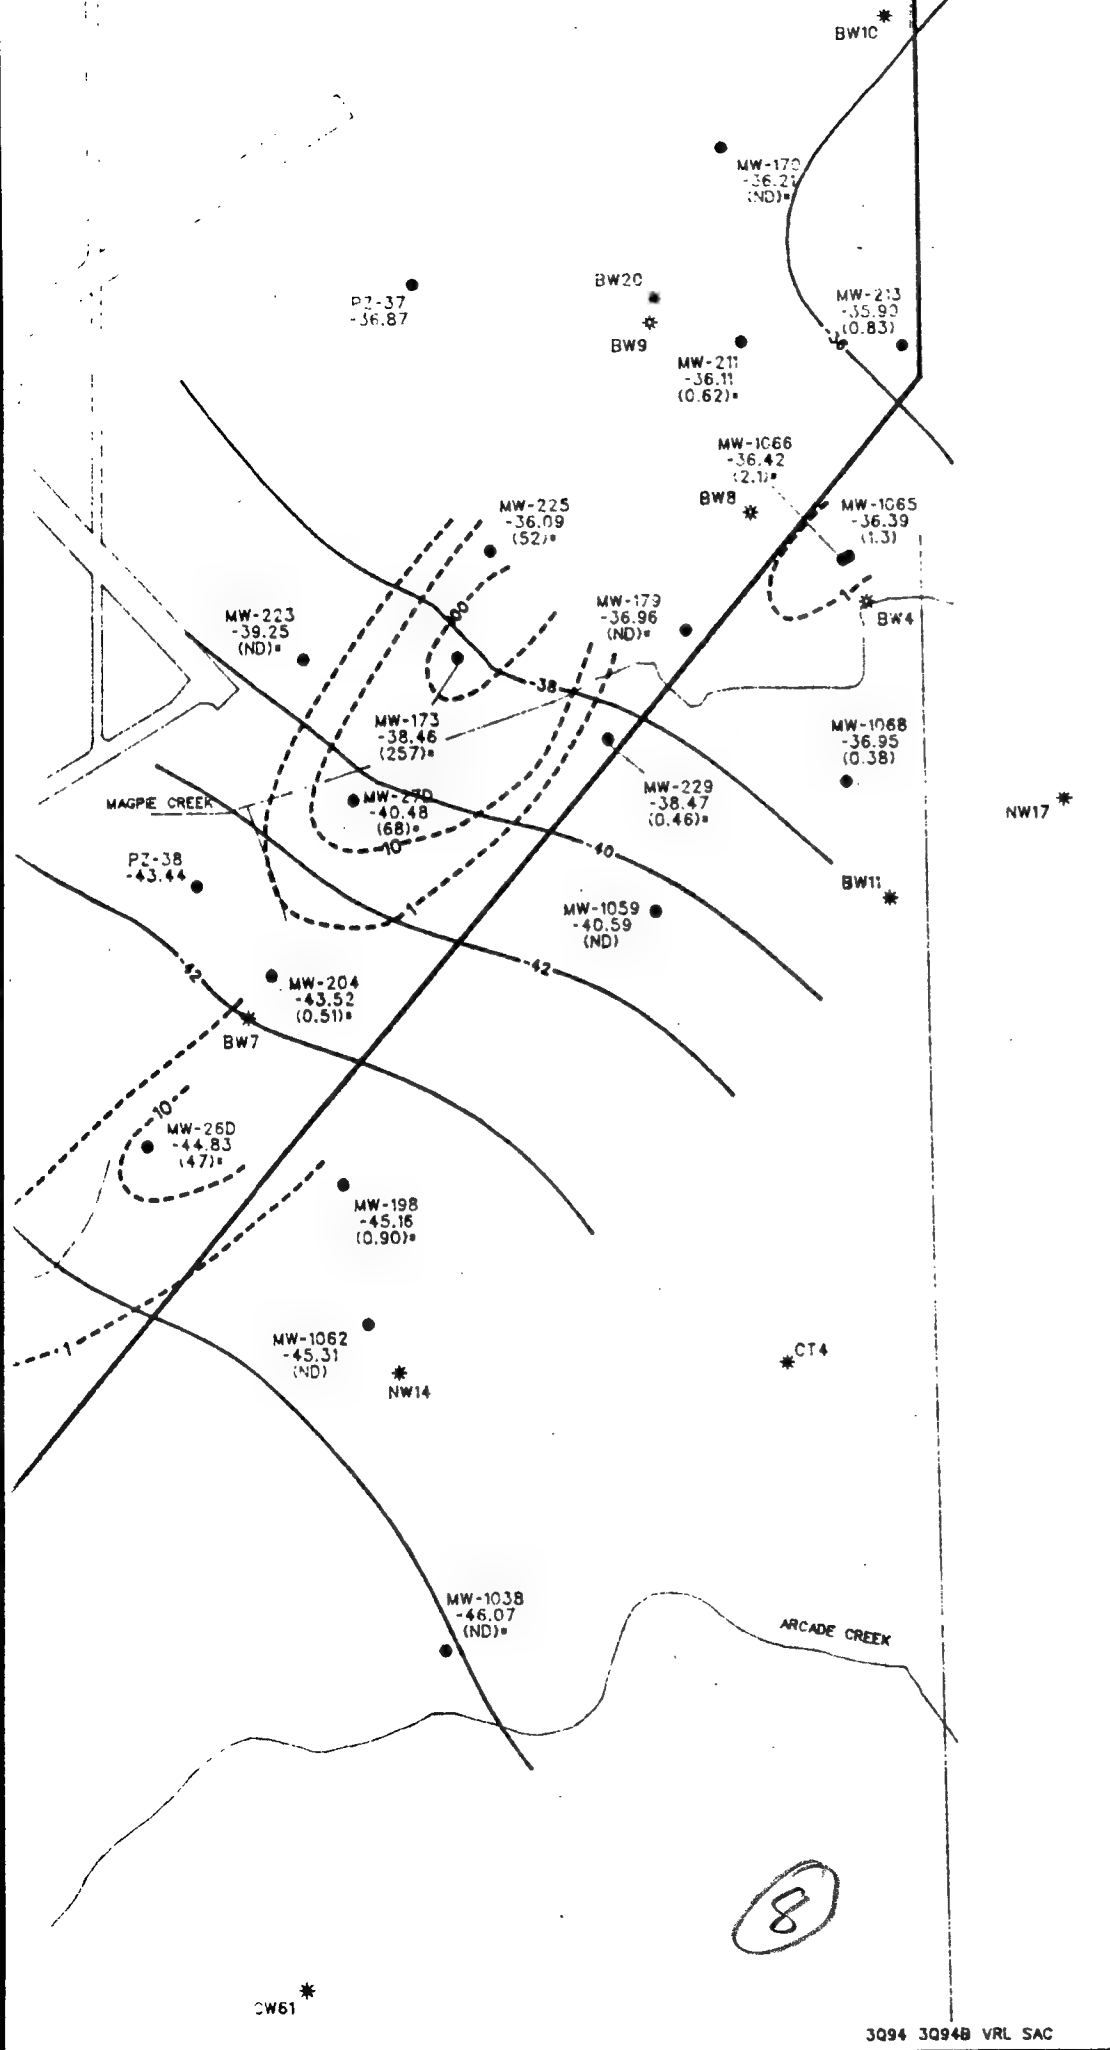 BW10
MW-170
-36.21
(ND)*
BW20
PZ-37
-36.87
MW-213
-35.90
(0.83)
BW9
MW-211
-36.11
(0.62)*
MW-1066
-36.42
(2.1)*
BW8
MW-225
-36.09
(52)*
MW-1065
-36.39
(1.3)
MW-179
-36.96
(ND)*
MW-223
-39.25
(ND)*
1
BW4
-38
MW-173
-38.46
(257)*
MW-1068
-36.95
(0.38)
MW-229
-38.47
(0.46)*
MAGPIE CREEK
MW-27D
-40.48
(68)*
NW17
10
-40
PZ-38
-43.44
BW11
1
MW-1059
-40.59
(ND)
-42
-42
MW-204
-43.52
(0.51)*
BW7
10
MW-26D
-44.83
(47)*
MW-198
-45.16
(0.90)*
1
MW-1062
-45.31
(ND)
CT4
NW14
MW-1038
-46.07
(ND)*
ARCADE CREEK
8
3Q94 3Q94B VRL SAC